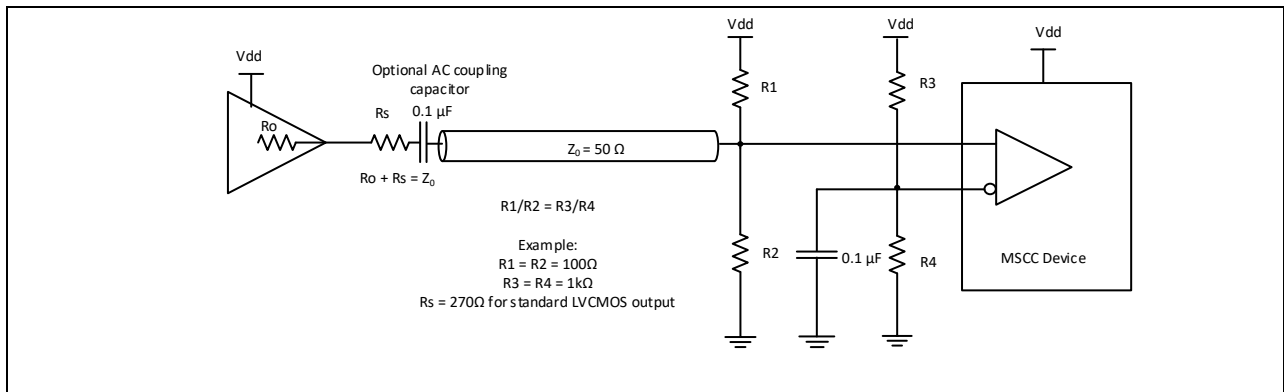 Vdd
Ro
Rs
Optional AC coupling
capacitor
0.1 µF
Ro + Rs = Z0
Z0 = 50 Ω
R1/R2 = R3/R4
Example:
R1 = R2 = 100Ω
R3 = R4 = 1kΩ
Rs = 270Ω for standard LVCMOS output
Vdd
R1
R2
0.1 µF
Vdd
R3
R4
Vdd
MSCC Device